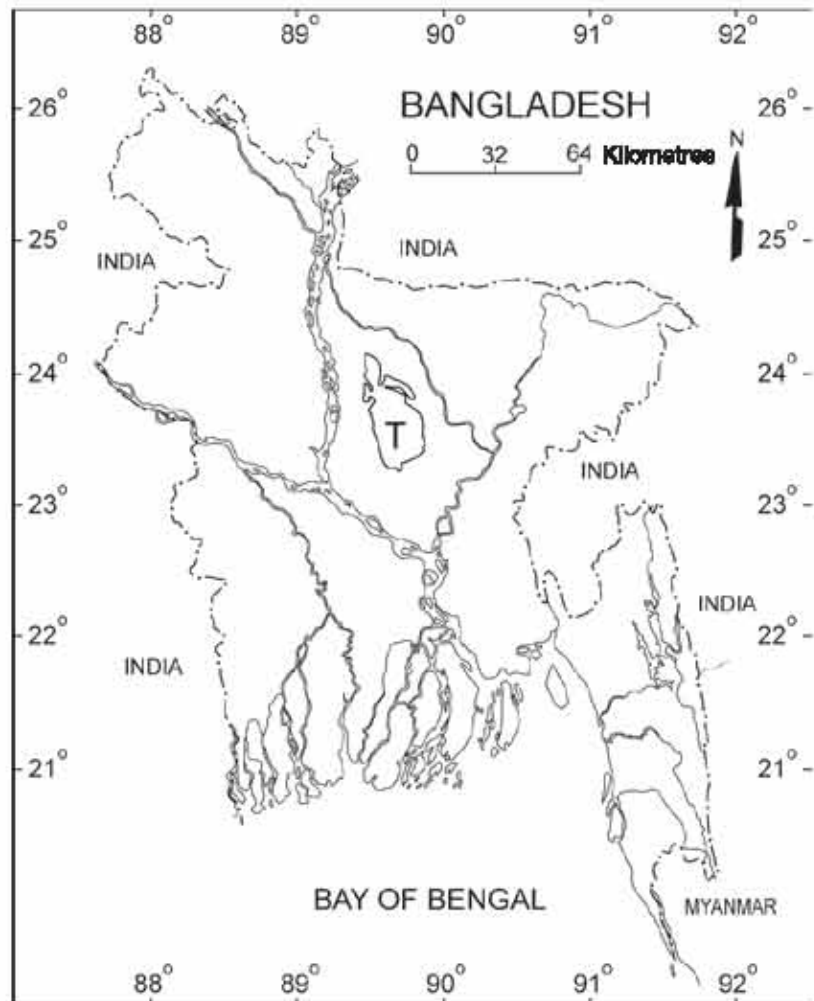 88° 89° 90° 91° 92°
26° 26°
BANGLADESH
N
0 32 64 Kilometres
25° 25°
INDIA INDIA
24° 24°
T
INDIA
23° 23°
INDIA
22° 22°
INDIA
21° 21°
BAY OF BENGAL MYANMAR
88° 89° 90° 91° 92°